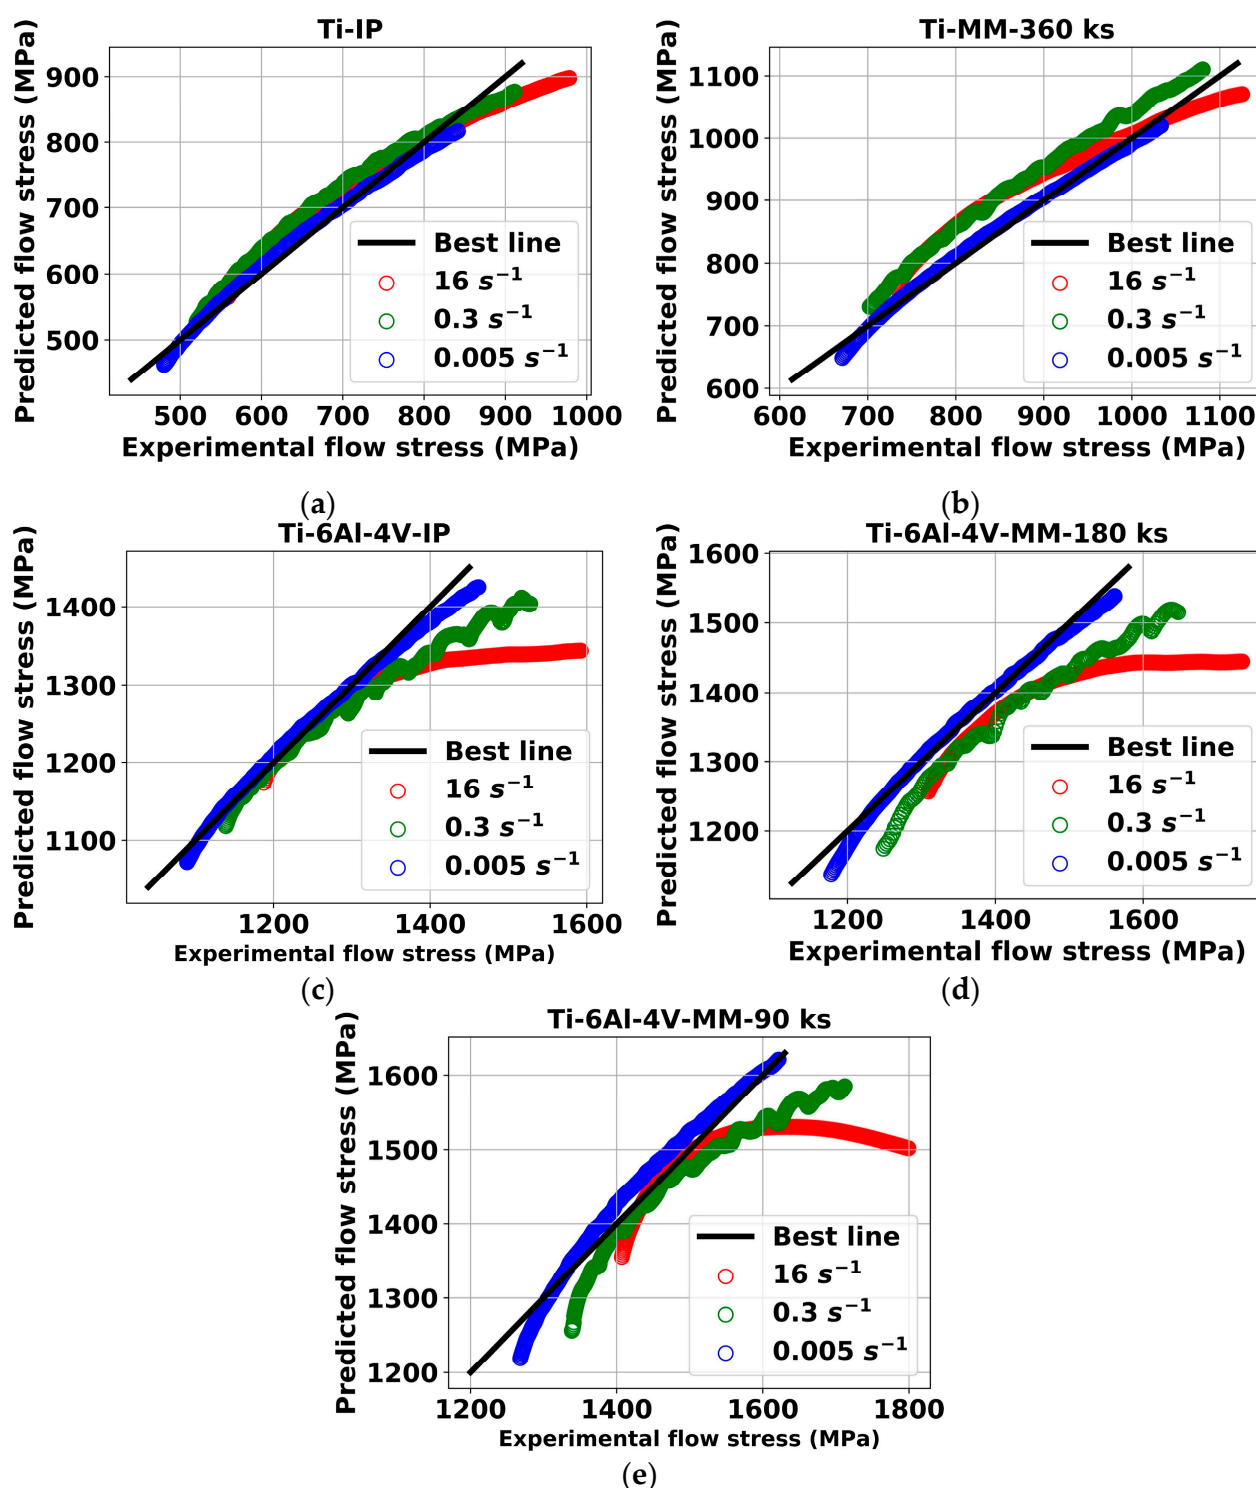 Ti-IP
Predicted flow stress (MPa)
900
800
700
600
500
Best line
16 s⁻¹
0.3 s⁻¹
0.005 s⁻¹
500 600 700 800 900 1000
Experimental flow stress (MPa)
(a)
Ti-MM-360 ks
Predicted flow stress (MPa)
1100
1000
900
800
700
600
Best line
16 s⁻¹
0.3 s⁻¹
0.005 s⁻¹
600 700 800 900 1000 1100
Experimental flow stress (MPa)
(b)
Ti-6Al-4V-IP
Predicted flow stress (MPa)
1400
1300
1200
1100
Best line
16 s⁻¹
0.3 s⁻¹
0.005 s⁻¹
1200 1400 1600
Experimental flow stress (MPa)
(c)
Ti-6Al-4V-MM-180 ks
Predicted flow stress (MPa)
1600
1500
1400
1300
1200
Best line
16 s⁻¹
0.3 s⁻¹
0.005 s⁻¹
1200 1400 1600
Experimental flow stress (MPa)
(d)
Ti-6Al-4V-MM-90 ks
Predicted flow stress (MPa)
1600
1500
1400
1300
1200
Best line
16 s⁻¹
0.3 s⁻¹
0.005 s⁻¹
1200 1400 1600 1800
Experimental flow stress (MPa)
(e)